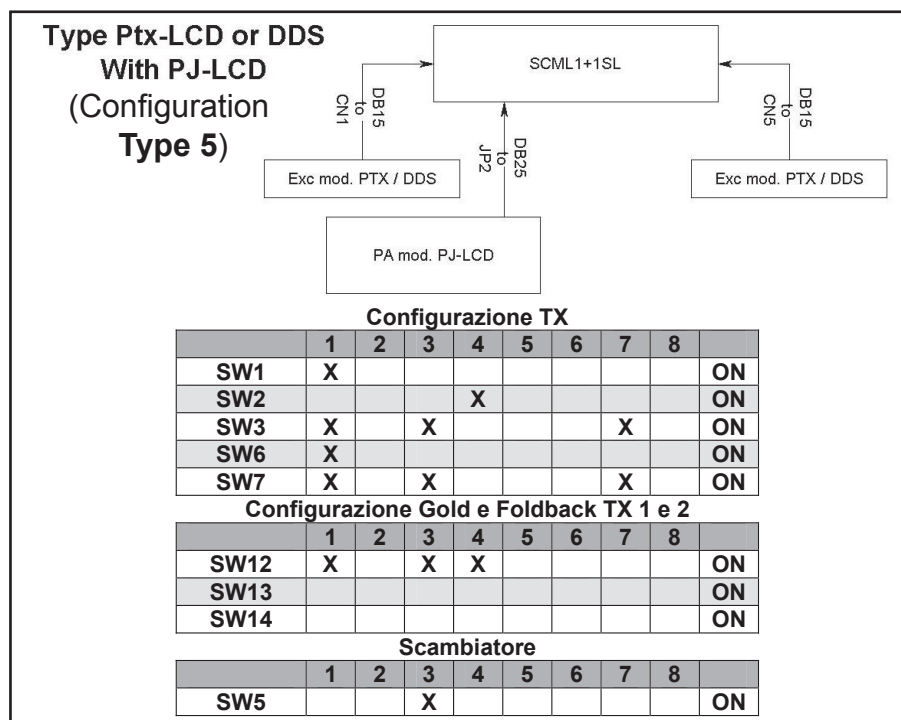 Type Ptx-LCD or DDS
With PJ-LCD
(Configuration
Type 5)
SCML1+1SL
DB15
to
CN1
DB15
to
CN5
DB25
to
JP2
Exc mod. PTX / DDS
Exc mod. PTX / DDS
PA mod. PJ-LCD
Configurazione TX
1 2 3 4 5 6 7 8
SW1 X ON
SW2 X ON
SW3 X X X ON
SW6 X ON
SW7 X X X ON
Configurazione Gold e Foldback TX 1 e 2
1 2 3 4 5 6 7 8
SW12 X X X ON
SW13 ON
SW14 ON
Scambiatore
1 2 3 4 5 6 7 8
SW5 X ON